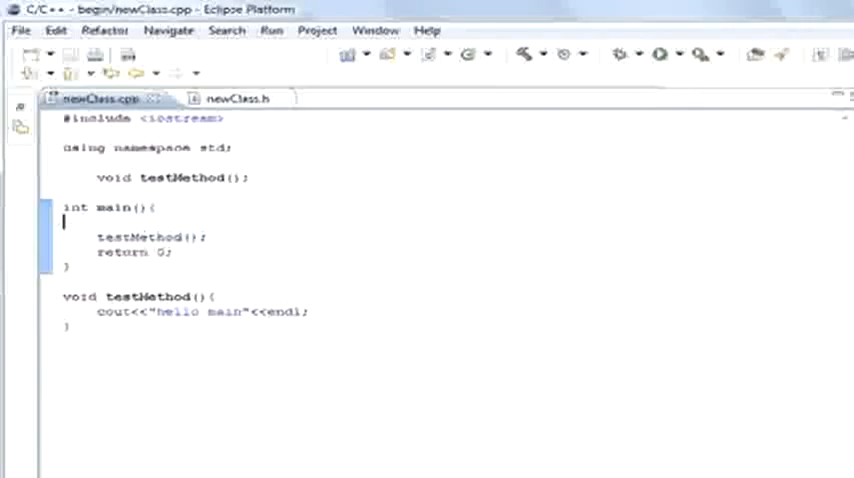 C/C++ - begin/newClass.cpp - Eclipse Platform
File Edit Refactor Navigate Search Run Project Window Help
newClass.cpp newClass.h
#include <iostream>
using namespace std;
void testMethod();
int main(){
testMethod();
return 0;
}
void testMethod(){
cout<<"hello main"<<endl;
}